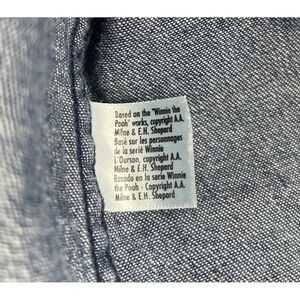 Based on the "Winnie the
Pooh" works, copyright A.A.
Milne & E.H. Shepard
Basé sur les personnages
de la serié Winnie
L'Ourson, copyright A.A.
Milne & E.H. Shepard
Basado en la serie Winnie
the Pooh - Copyright A.A.
Milne & E.H. Shepard